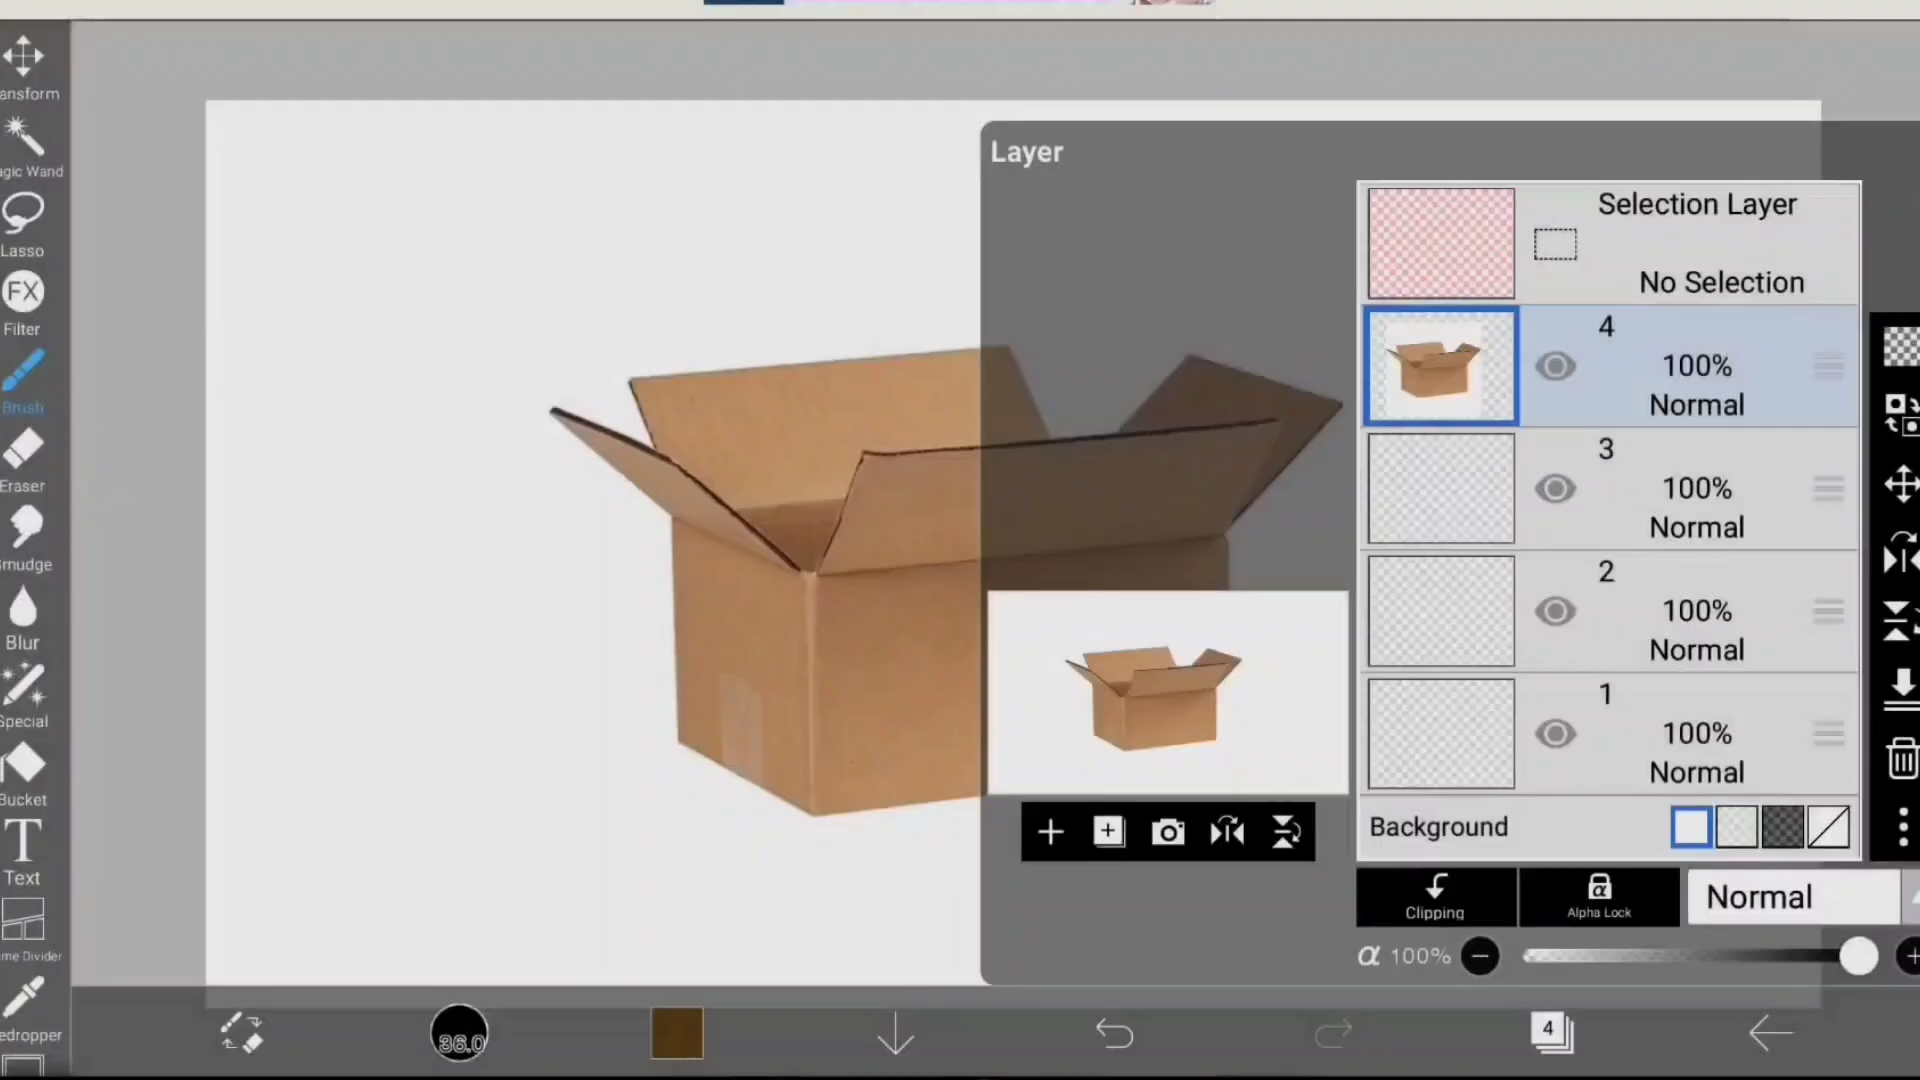 ansform
agic Wand
Lasso
FX
Filter
Brush
Eraser
Smudge
Blur
Special
Bucket
T
Text
me Divider
edropper
Layer
Selection Layer
No Selection
4
100%
Normal
3
100%
Normal
2
100%
Normal
1
100%
Normal
Background
Clipping
α
Alpha Lock
Normal
α 100%
36.0
4